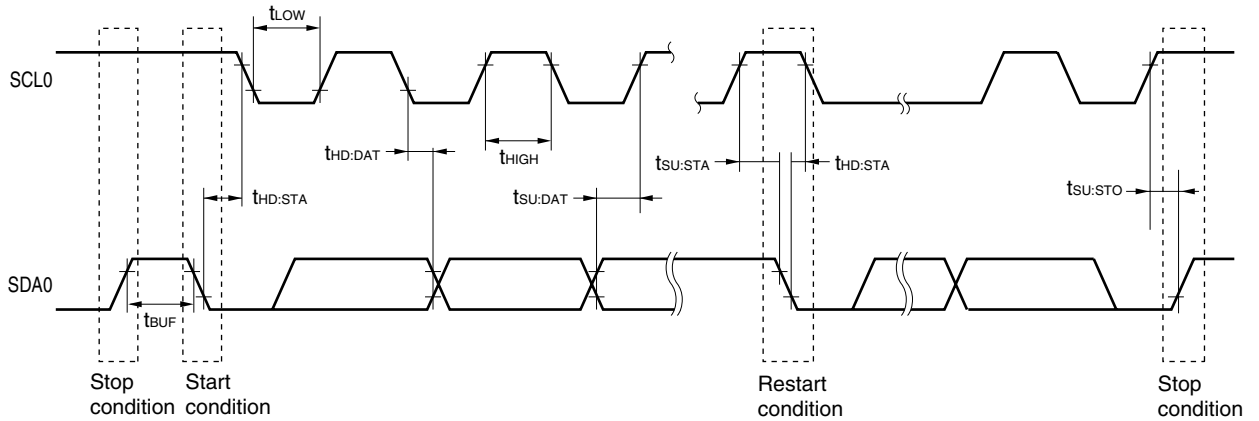 tLOW
SCL0
tHD:DAT
tHIGH
tSU:STA
tHD:STA
tHD:STA
tSU:DAT
tSU:STO
SDA0
tBUF
Stop
condition
Start
condition
Restart
condition
Stop
condition